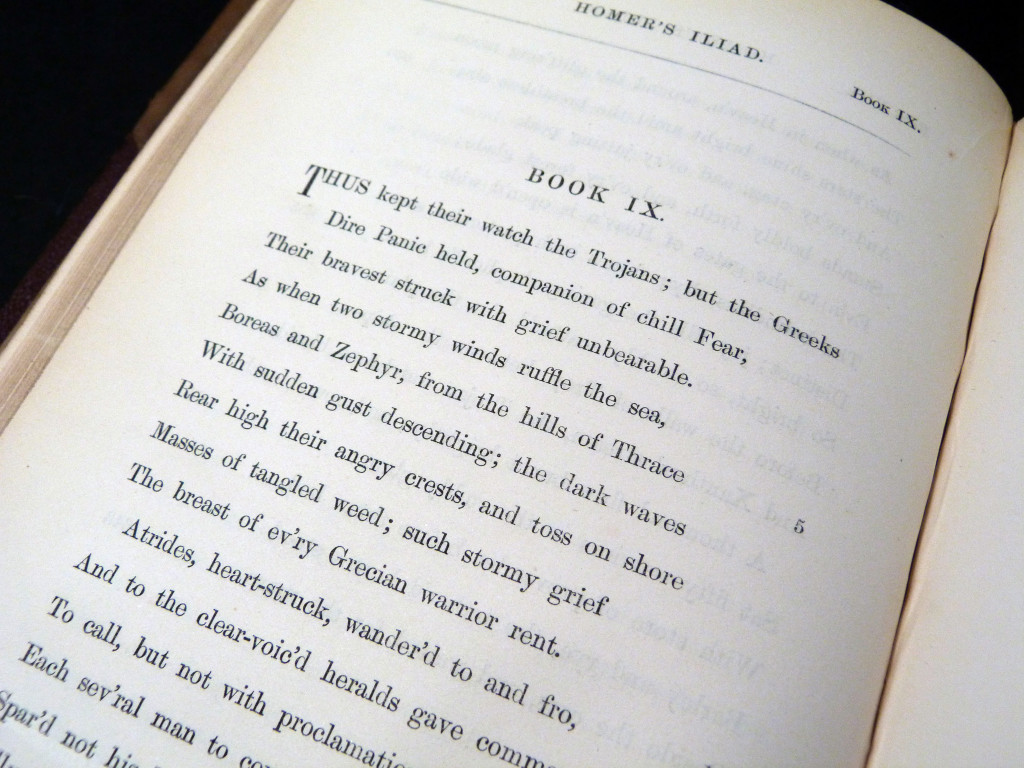 HOMER'S ILIAD.
Book IX.
BOOK IX.
THUS kept their watch the Trojans; but the Greeks
Dire Panic held, companion of chill Fear,
Their bravest struck with grief unbearable.
As when two stormy winds ruffle the sea,
Boreas and Zephyr, from the hills of Thrace
With sudden gust descending; the dark waves 5
Rear high their angry crests, and toss on shore
Masses of tangled weed; such stormy grief
The breast of ev'ry Grecian warrior rent.
Atrides, heart-struck, wander'd to and fro,
And to the clear-voic'd heralds gave
To call, but not with
Each sev'ral man to
Spar'd not his